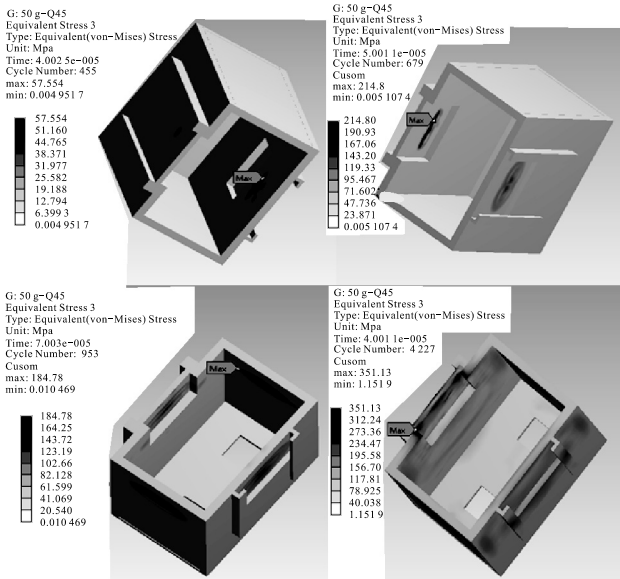 G: 50 g-Q45
Equivalent Stress 3
Type: Equivalent(von-Mises) Stress
Unit: Mpa
Time: 4.002 5e-005
Cycle Number: 455
max: 57.554
min: 0.004 951 7
57.554
51.160
44.765
38.371
31.977
25.582
19.188
12.794
6.399 3
0.004 951 7
Max
G: 50 g-Q45
Equivalent Stress 3
Type: Equivalent(von-Mises) Stress
Unit: Mpa
Time: 5.001 1e-005
Cycle Number: 679
Cusom
max: 214.8
min: 0.005 107 4
214.80
190.93
167.06
143.20
119.33
95.467
71.602
47.736
23.871
0.005 107 4
Max
G: 50 g-Q45
Equivalent Stress 3
Type: Equivalent(von-Mises) Stress
Unit: Mpa
Time: 7.003e-005
Cycle Number: 953
Cusom
max: 184.78
min: 0.010 469
184.78
164.25
143.72
123.19
102.66
82.128
61.599
41.069
20.540
0.010 469
Max
G: 50 g-Q45
Equivalent Stress 3
Type: Equivalent(von-Mises) Stress
Unit: Mpa
Time: 4.001 1e-005
Cycle Number: 4 227
Cusom
max: 351.13
min: 1.151 9
351.13
312.24
273.36
234.47
195.58
156.70
117.81
78.925
40.038
1.151 9
Max